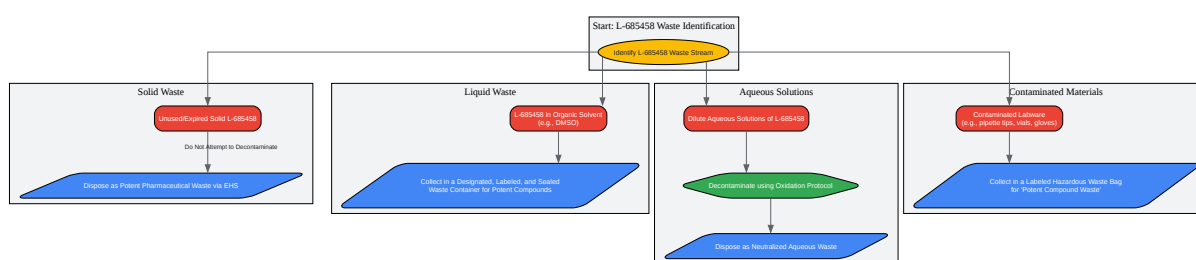 Start: L-685458 Waste Identification
Identify L-685458 Waste Stream
Solid Waste
Unused/Expired Solid L-685458
Do Not Attempt to Decontaminate
Dispose as Potent Pharmaceutical Waste via EHS
Liquid Waste
L-685458 in Organic Solvent
(e.g., DMSO)
Collect in a Designated, Labeled, and Sealed
Waste Container for Potent Compounds
Aqueous Solutions
Dilute Aqueous Solutions of L-685458
Decontaminate using Oxidation Protocol
Dispose as Neutralized Aqueous Waste
Contaminated Materials
Contaminated Labware
(e.g., pipette tips, vials, gloves)
Collect in a Labeled Hazardous Waste Bag
for 'Potent Compound Waste'